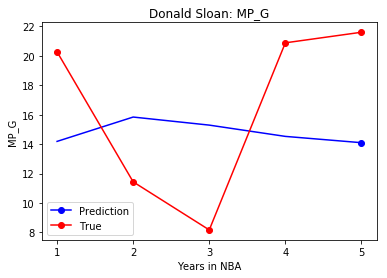 Donald Sloan: MP_G
22
20
18
16
14
12
10
8
MP_G
Prediction
True
1 2 3 4 5
Years in NBA